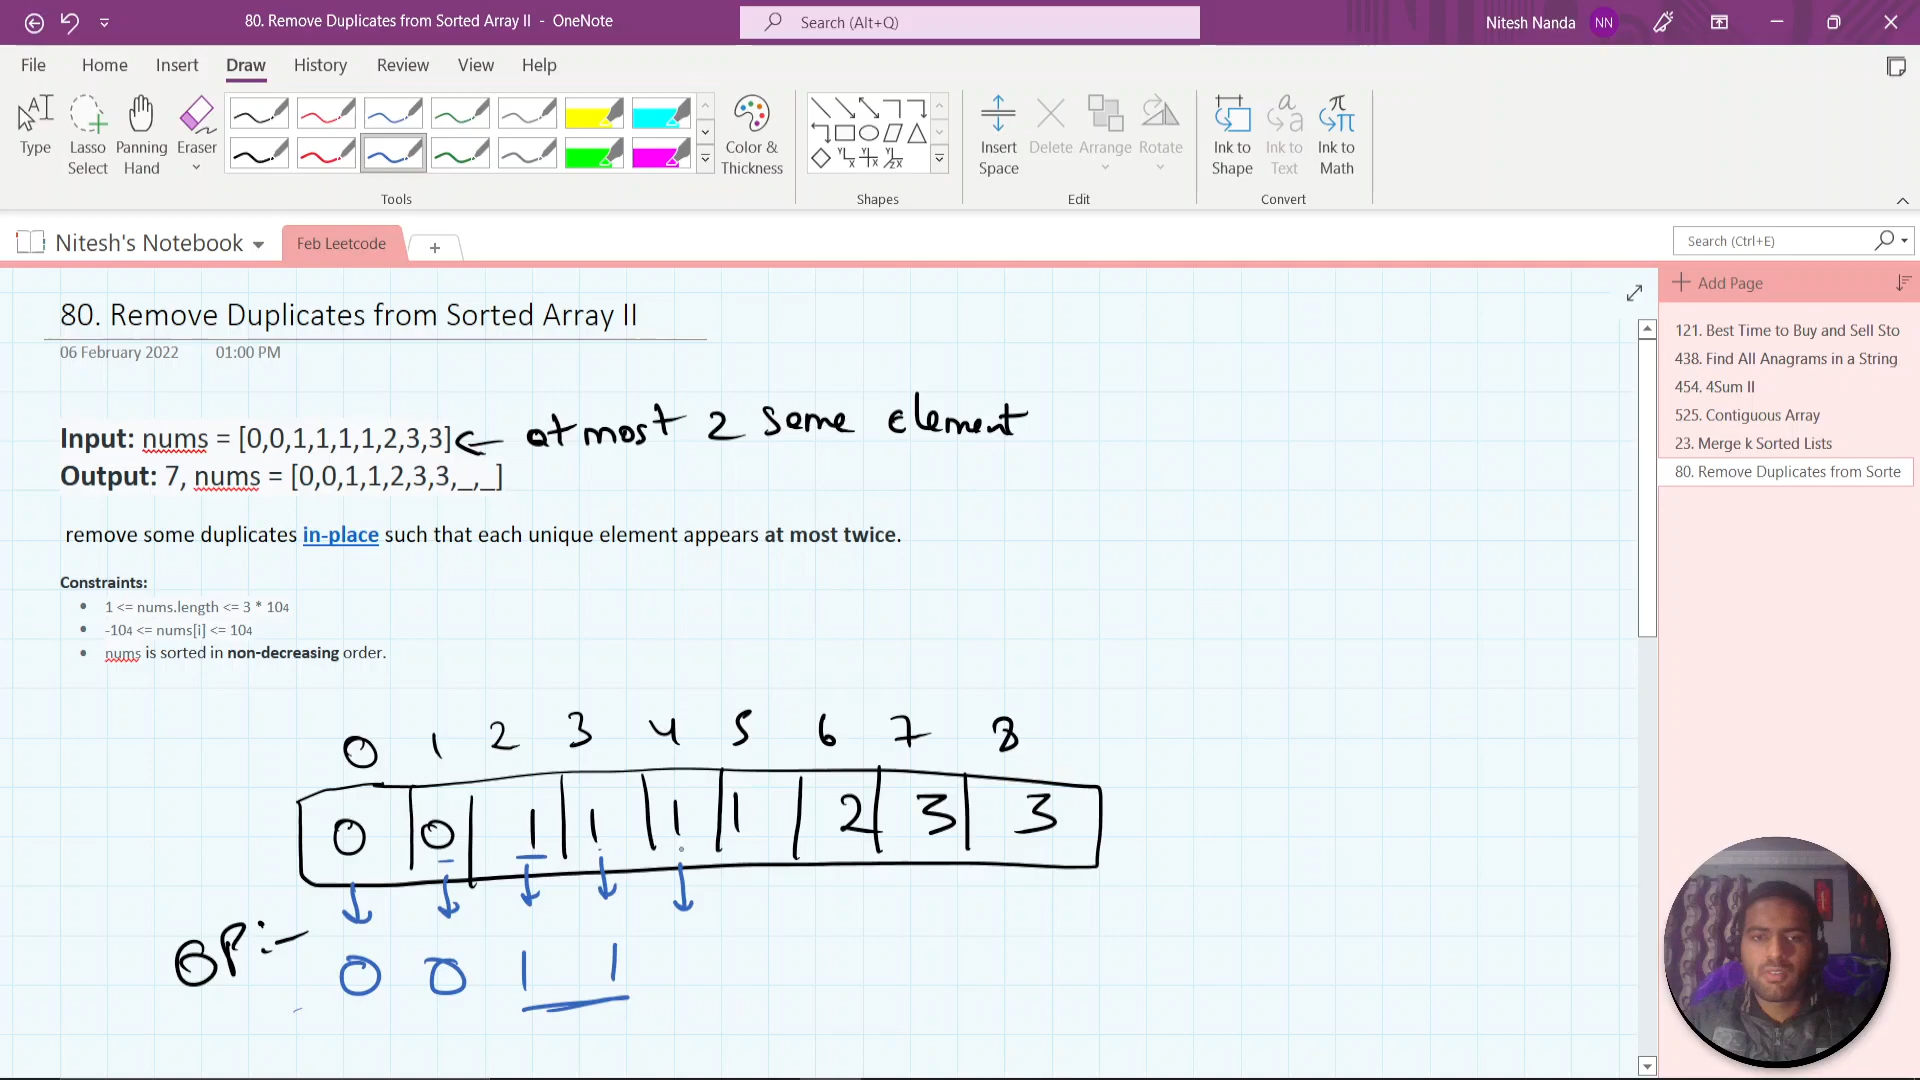 80. Remove Duplicates from Sorted Array II - OneNote
Search (Alt+Q)
Nitesh Nanda
NN
File Home Insert Draw History Review View Help
Type
Lasso Select
Panning Hand
Eraser
Color & Thickness
Insert Space
Delete
Arrange
Rotate
Ink to Shape
Ink to Text
Ink to Math
Tools
Shapes
Edit
Convert
Nitesh's Notebook
Feb Leetcode
Search (Ctrl+E)
Add Page
121. Best Time to Buy and Sell Sto
438. Find All Anagrams in a String
454. 4Sum II
525. Contiguous Array
23. Merge k Sorted Lists
80. Remove Duplicates from Sorte
80. Remove Duplicates from Sorted Array II
06 February 2022 01:00 PM
Input: nums = [0,0,1,1,1,1,2,3,3] ← at most 2 same element
Output: 7, nums = [0,0,1,1,2,3,3,_,_]
remove some duplicates in-place such that each unique element appears at most twice.
Constraints:
• 1 <= nums.length <= 3 * 104
• -104 <= nums[i] <= 104
• nums is sorted in non-decreasing order.
0 1 2 3 4 5 6 7 8
0 0 1 1 1 1 2 3 3
OP:-
0 0 1 1